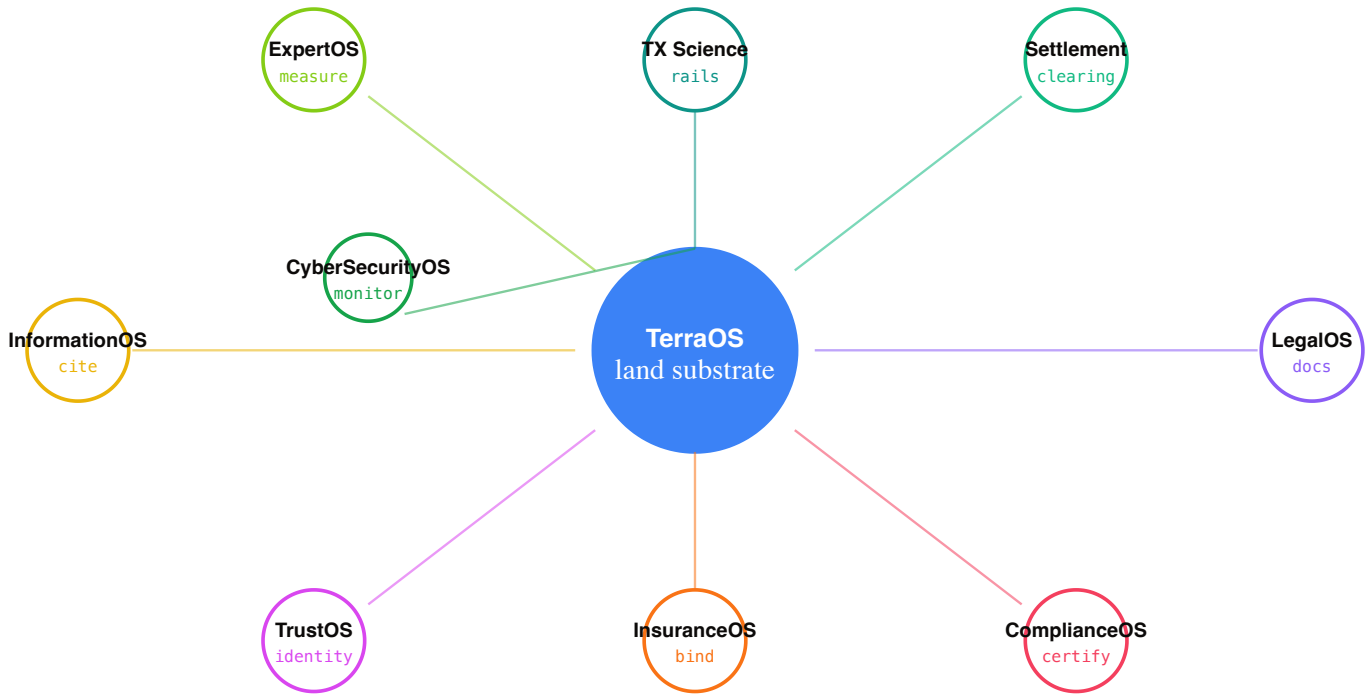 ExpertOS
measure
TX Science
rails
Settlement
clearing
CyberSecurityOS
monitor
InformationOS
cite
TerraOS
land substrate
LegalOS
docs
TrustOS
identity
InsuranceOS
bind
ComplianceOS
certify